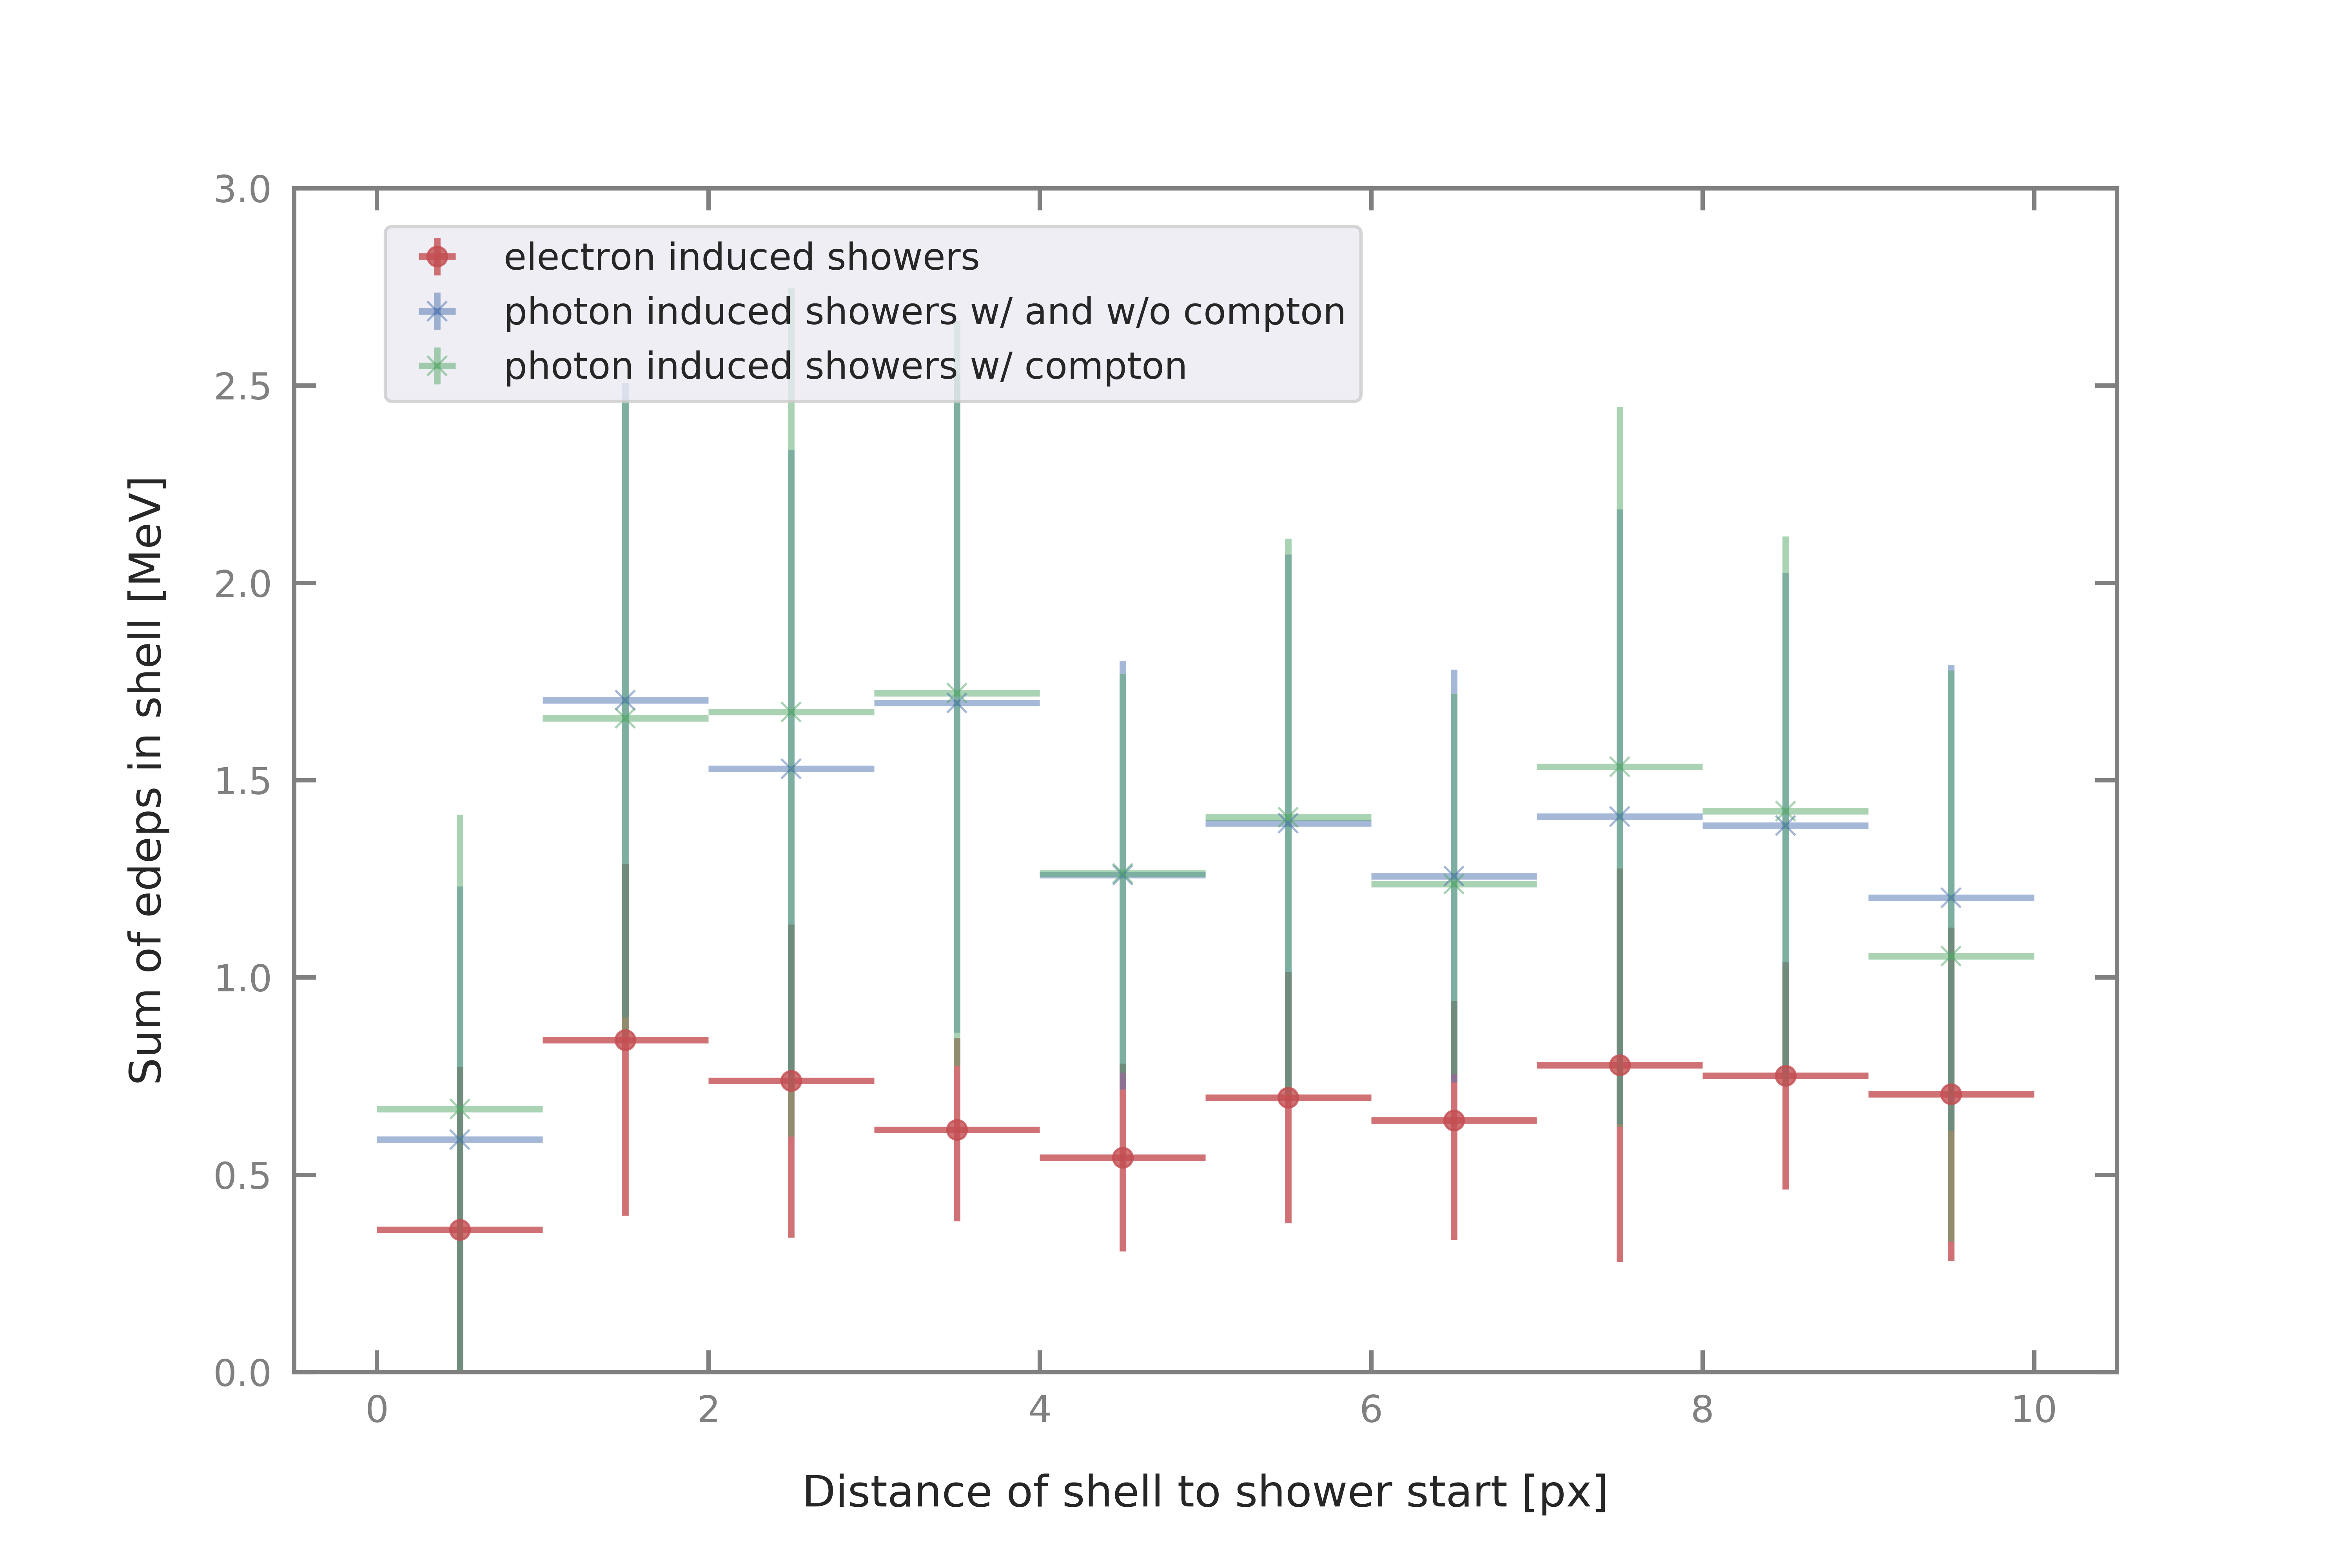 3.0
electron induced showers
photon induced showers w/ and w/o compton
photon induced showers w/ compton
2.5
2.0
1.5
1.0
0.5
0.0
Sum of edeps in shell [MeV]
0 2 4 6 8 10
Distance of shell to shower start [px]